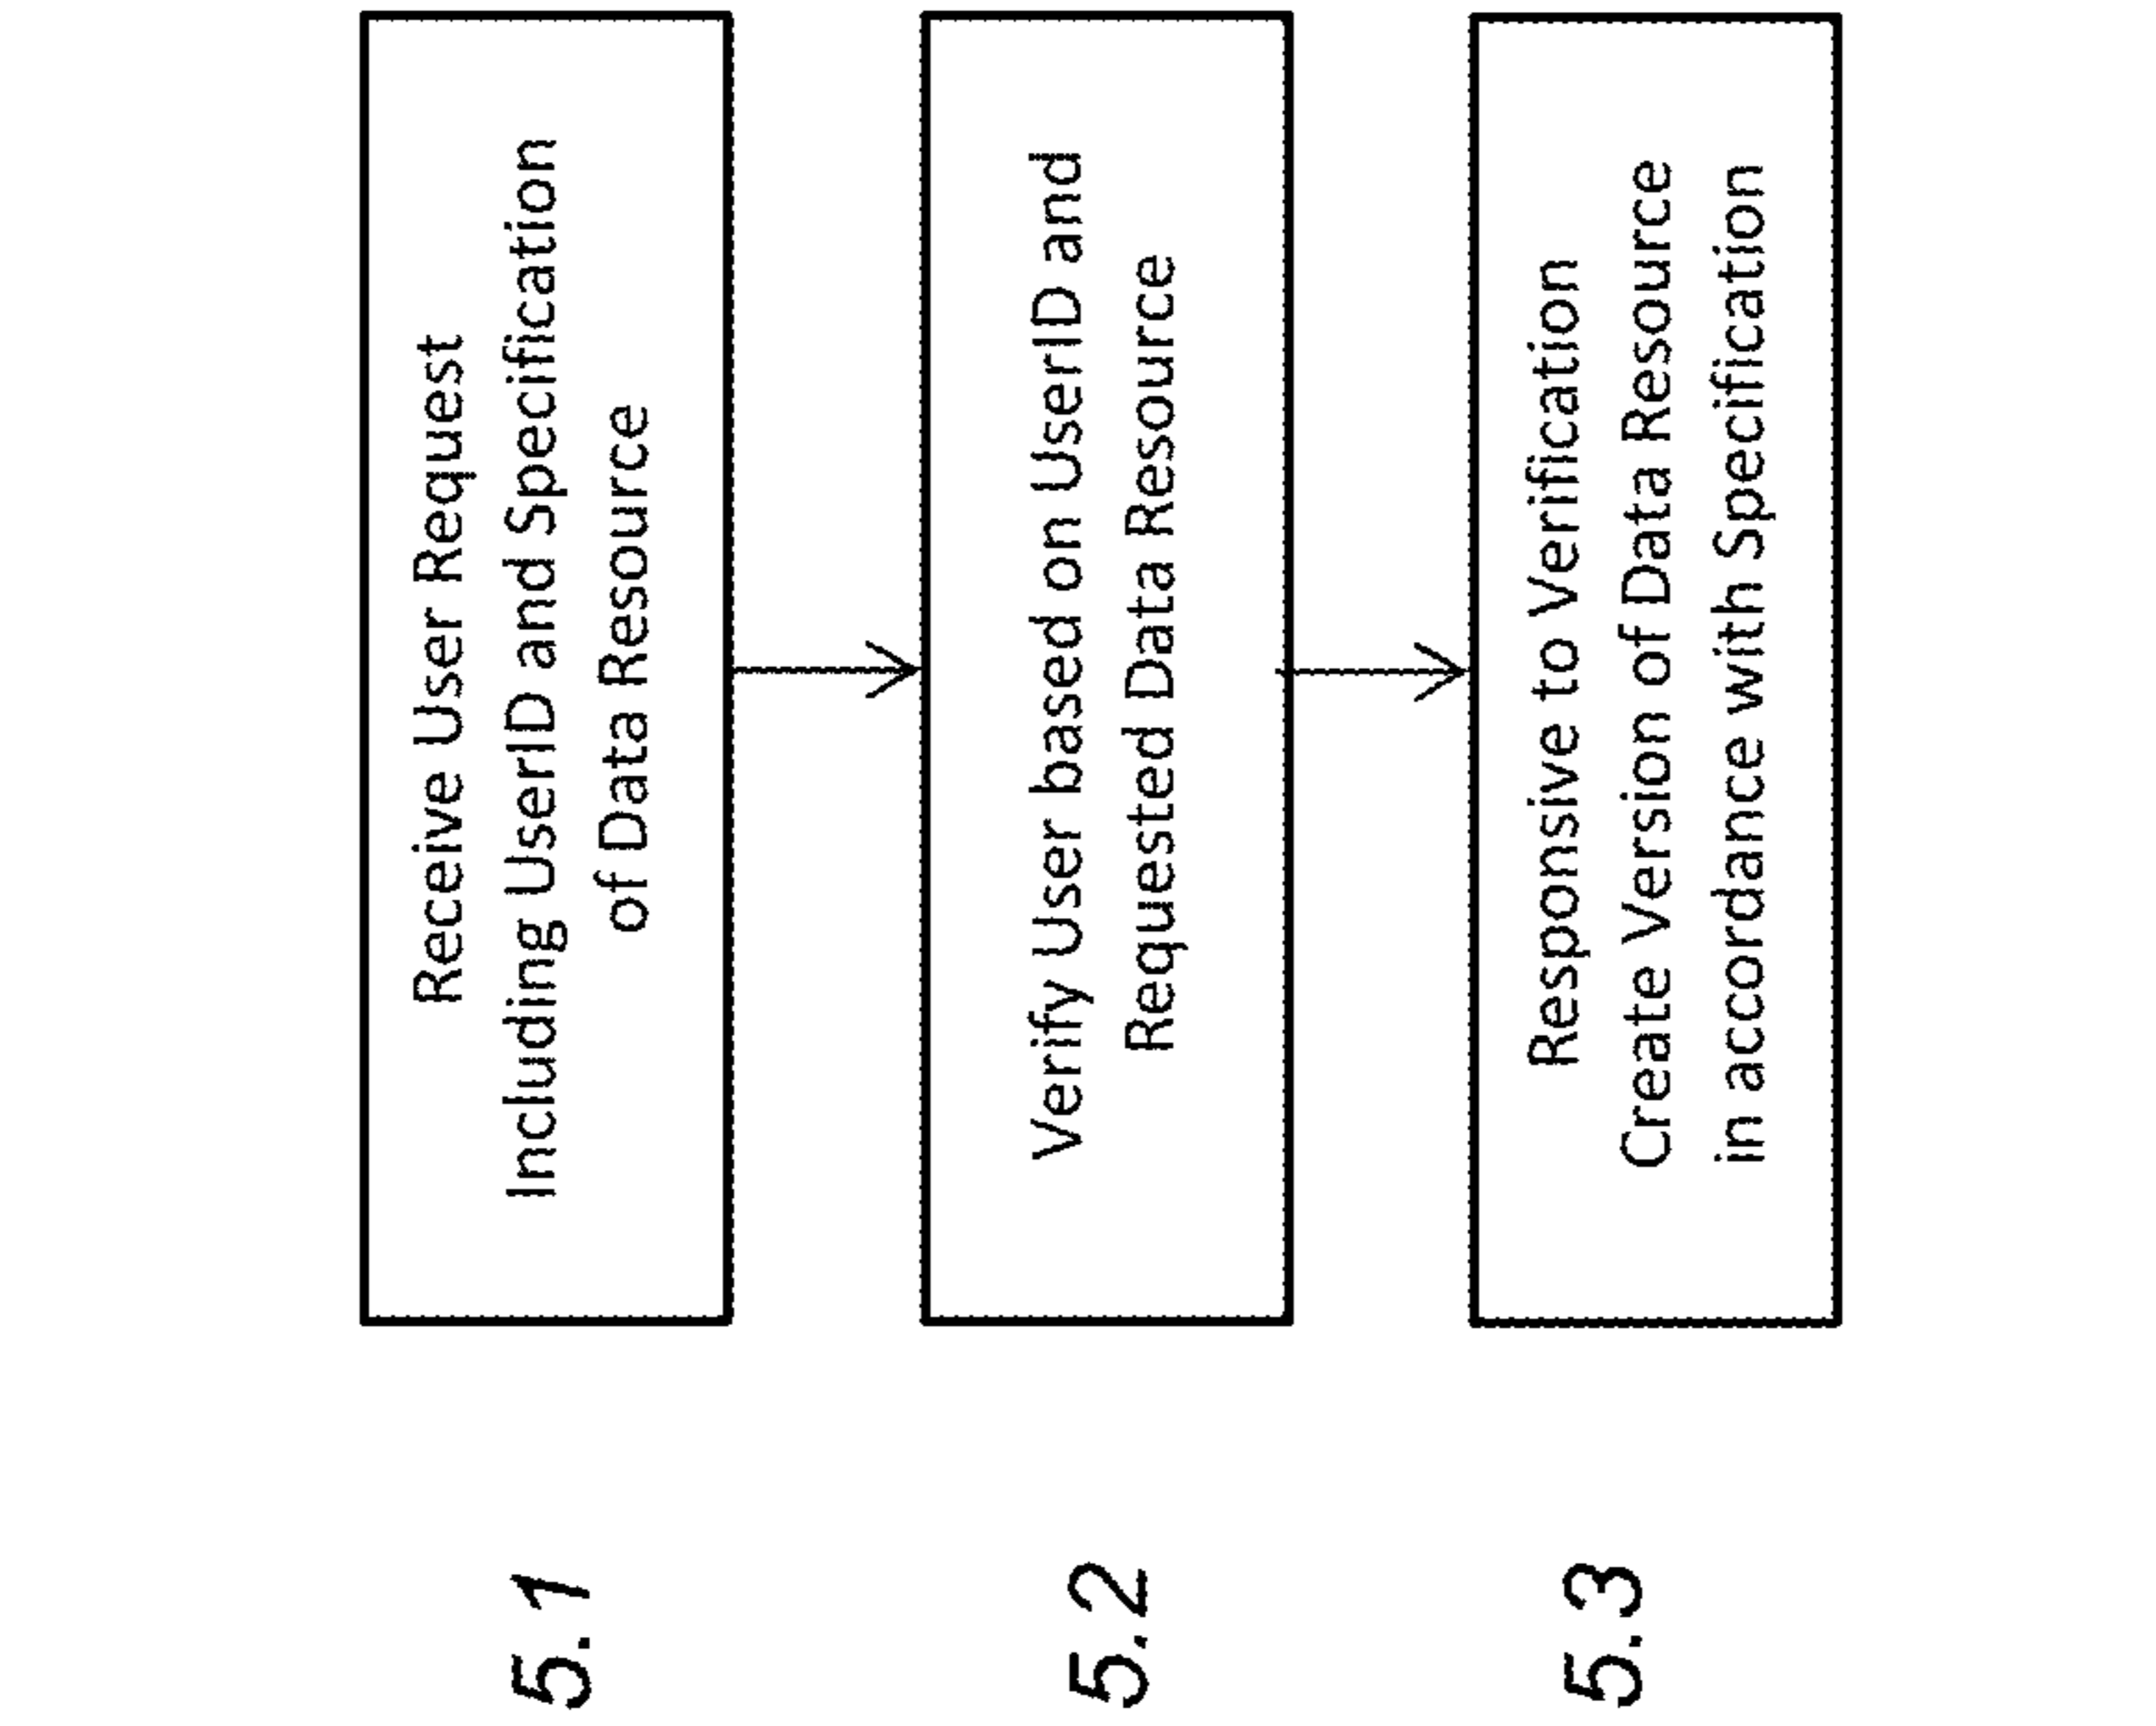 5.1
Receive User Request
Including UserID and Specification
of Data Resource
5.2
Verify User based on UserID and
Requested Data Resource
5.3
Responsive to Verification
Create Version of Data Resource
in accordance with Specification